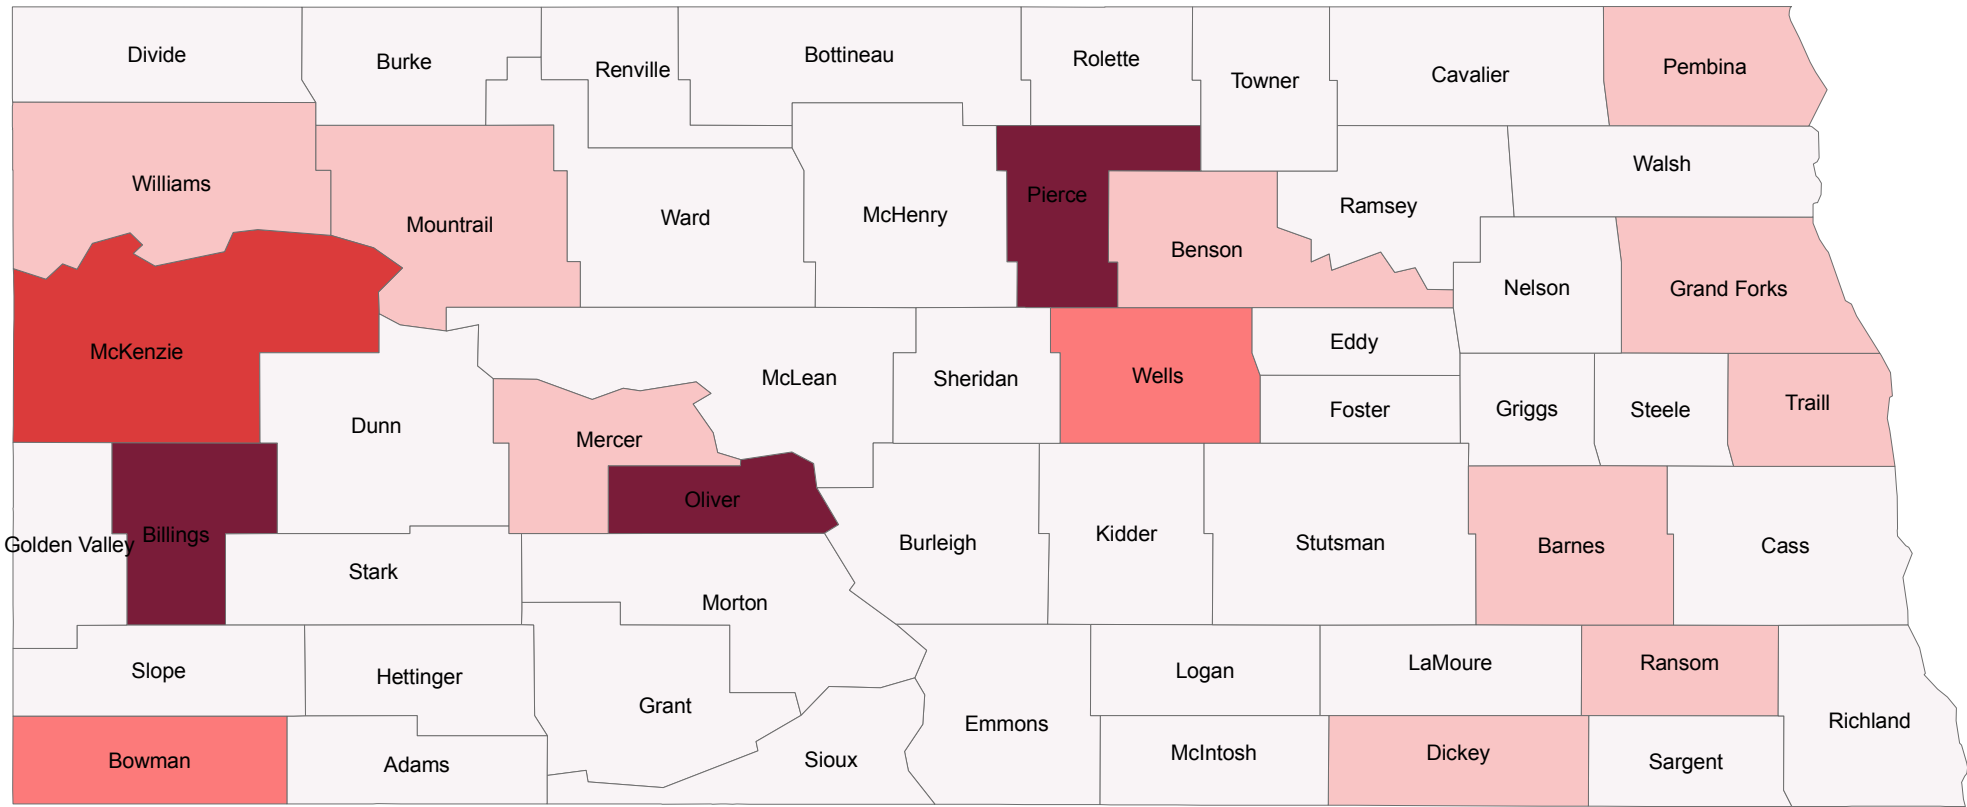 Divide
Burke
Renville
Bottineau
Rolette
Towner
Cavalier
Pembina
Williams
Mountrail
Ward
McHenry
Pierce
Benson
Ramsey
Walsh
Nelson
Grand Forks
McKenzie
Dunn
McLean
Mercer
Oliver
Sheridan
Wells
Eddy
Foster
Griggs
Steele
Traill
Golden Valley
Billings
Stark
Morton
Burleigh
Kidder
Stutsman
Barnes
Cass
Slope
Hettinger
Grant
Emmons
Logan
LaMoure
Ransom
Richland
Bowman
Adams
Sioux
McIntosh
Dickey
Sargent